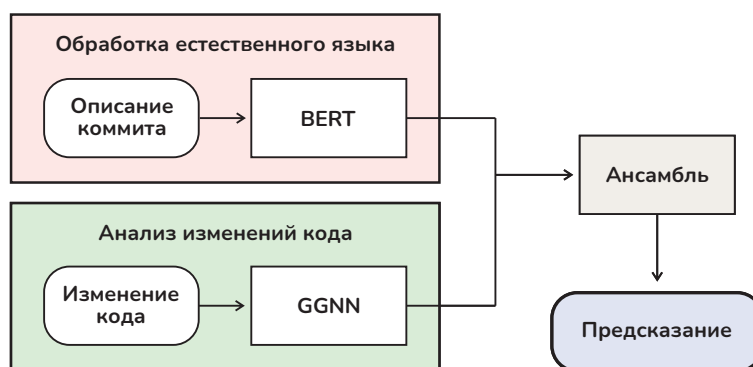 Обработка естественного языка
Описание
коммита
BERT
Ансамбль
Анализ изменений кода
Изменение
кода
GGNN
Предсказание